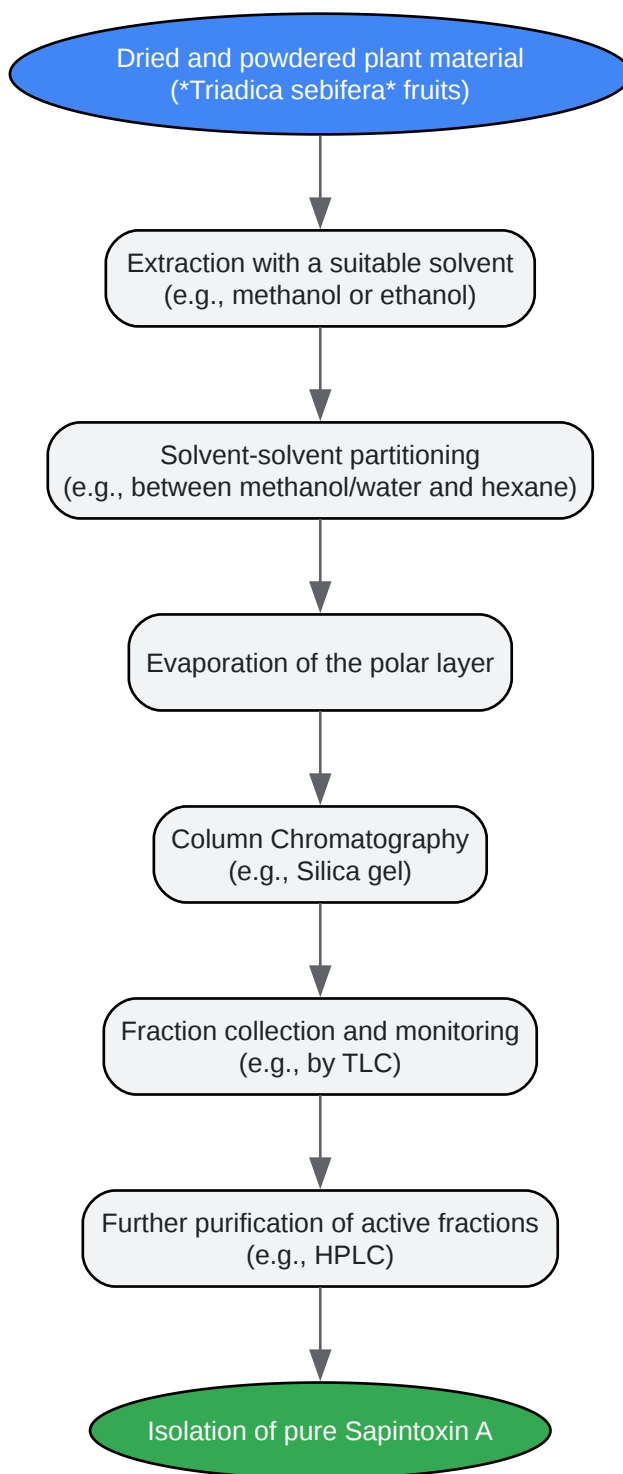 Dried and powdered plant material
(*Triadica sebifera* fruits)
Extraction with a suitable solvent
(e.g., methanol or ethanol)
Solvent-solvent partitioning
(e.g., between methanol/water and hexane)
Evaporation of the polar layer
Column Chromatography
(e.g., Silica gel)
Fraction collection and monitoring
(e.g., by TLC)
Further purification of active fractions
(e.g., HPLC)
Isolation of pure Sapintoxin A